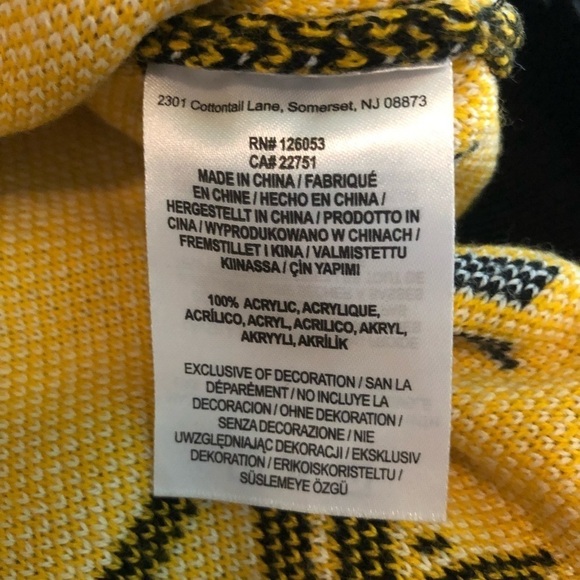 2301 Cottontail Lane, Somerset, NJ 08873
RN# 126053
CA# 22751
MADE IN CHINA / FABRIQUÉ
EN CHINE / HECHO EN CHINA /
HERGESTELLT IN CHINA / PRODOTTO IN
CINA / WYPRODUKOWANO W CHINACH /
FREMSTILLET I KINA / VALMISTETTU
KIINASSA / ÇİN YAPIMI
100% ACRYLIC, ACRYLIQUE,
ACRÍLICO, ACRYL, ACRILICO, AKRYL,
AKRYYLI, AKRİLİK
EXCLUSIVE OF DECORATION / SAN LA
DÉPARÉMENT / NO INCLUYE LA
DECORACION / OHNE DEKORATION /
SENZA DECORAZIONE / NIE
UWZGLĘDNIAJĄC DEKORACJI / EKSKLUSIV
DEKORATION / ERIKOISKORISTELTU /
SÜSLEMEYE ÖZGÜ